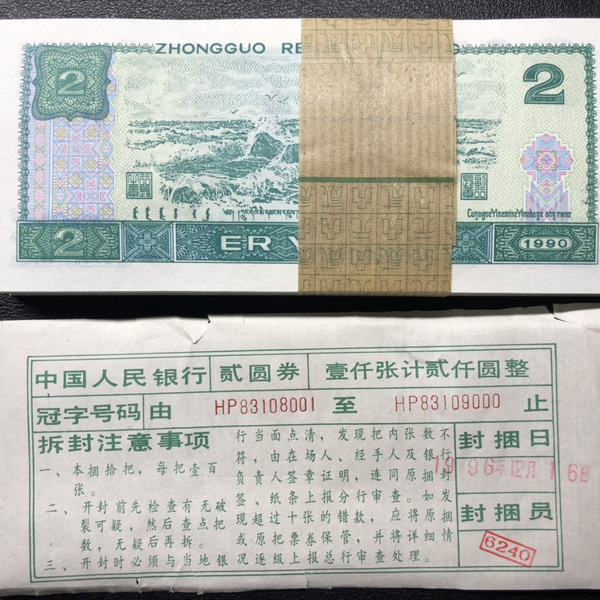 ZHONGGUO RE
2
2
ER
2
1990
中国人民银行 贰圆券 壹仟张计贰仟圆整
冠字号码 由 HP83108001 至 HP83109000 止
拆封注意事项
一、本捆拾把，每把壹百
张。
二、开封前先检查有无破
裂可疑，然后查点把
数，无疑后再拆。
三、开封时必须与当地银
行当面点清，发现把内张数不
符，由在场人、经手人及银行
负责人签章证明，连同原捆封
签、纸条上报分行审查。如发
现超过十张的错款，应将原捆
或原把票券保管，并将详细情
况逐级上报总行审查处理。
封捆日
1996年12月16日
封捆员
6240